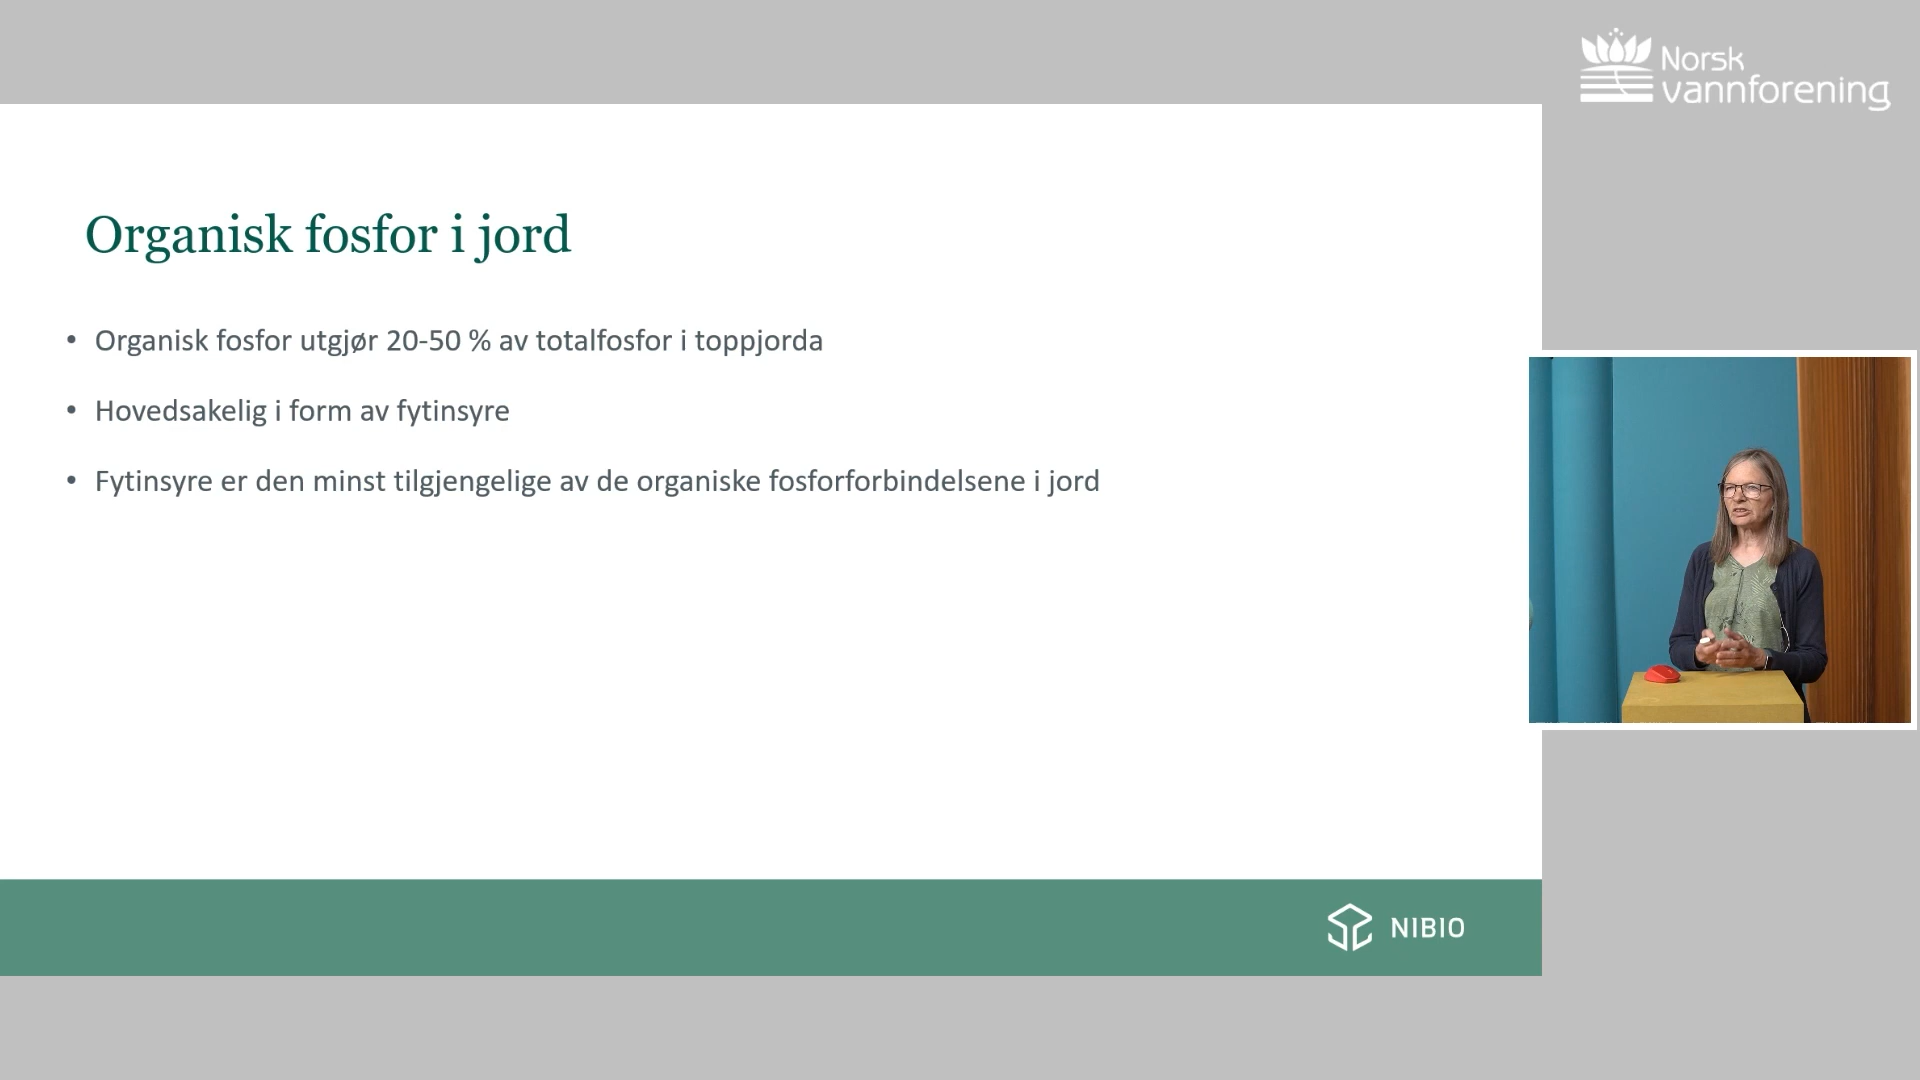 Norsk
vannforening
Organisk fosfor i jord
• Organisk fosfor utgjør 20-50 % av totalfosfor i toppjorda
• Hovedsakelig i form av fytinsyre
• Fytinsyre er den minst tilgjengelige av de organiske fosforforbindelsene i jord
NIBIO